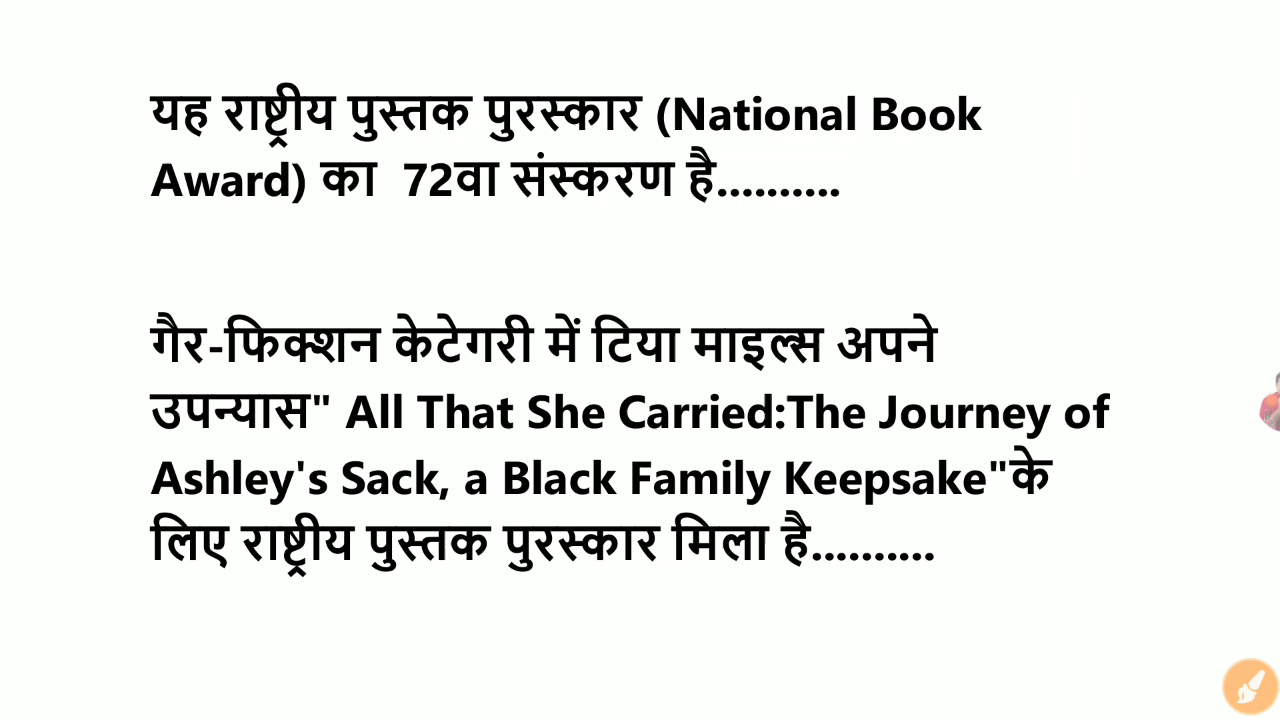 यह राष्ट्रीय पुस्तक पुरस्कार (National Book
Award) का 72वा संस्करण है..........
गैर-फिक्शन केटेगरी में टिया माइल्स अपने
उपन्यास" All That She Carried:The Journey of
Ashley's Sack, a Black Family Keepsake"के
लिए राष्ट्रीय पुस्तक पुरस्कार मिला है..........